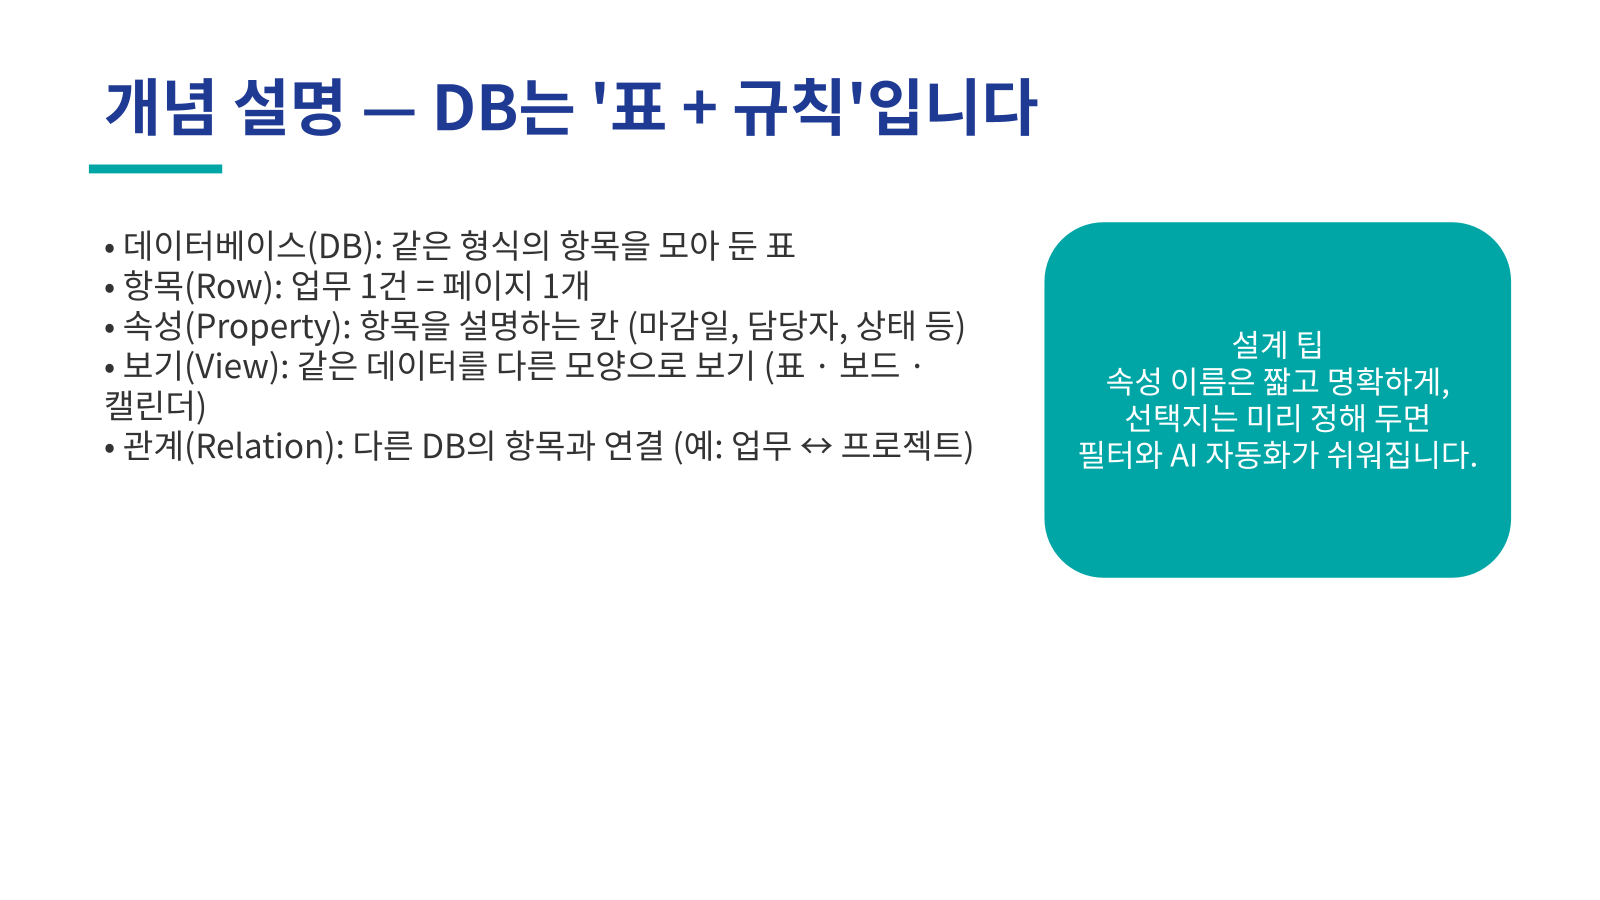 개념 설명 — DB는 '표 + 규칙'입니다
• 데이터베이스(DB): 같은 형식의 항목을 모아 둔 표
• 항목(Row): 업무 1건 = 페이지 1개
• 속성(Property): 항목을 설명하는 칸 (마감일, 담당자, 상태 등)
• 보기(View): 같은 데이터를 다른 모양으로 보기 (표 · 보드 ·
캘린더)
• 관계(Relation): 다른 DB의 항목과 연결 (예: 업무 ↔ 프로젝트)
설계 팁
속성 이름은 짧고 명확하게,
선택지는 미리 정해 두면
필터와 AI 자동화가 쉬워집니다.